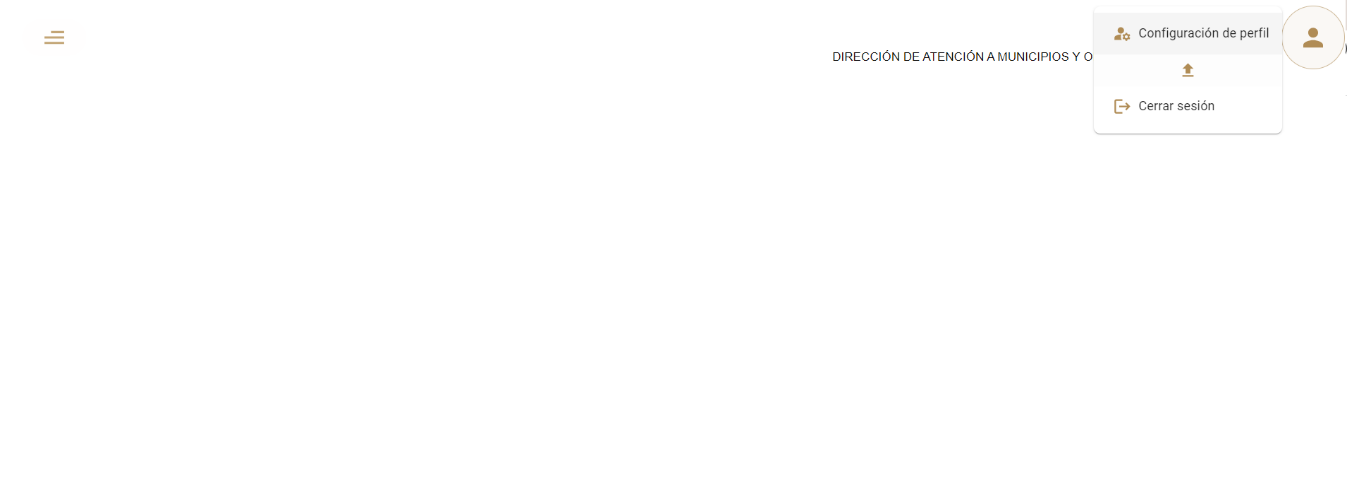 Configuración de perfil
DIRECCIÓN DE ATENCIÓN A MUNICIPIOS Y O
Cerrar sesión